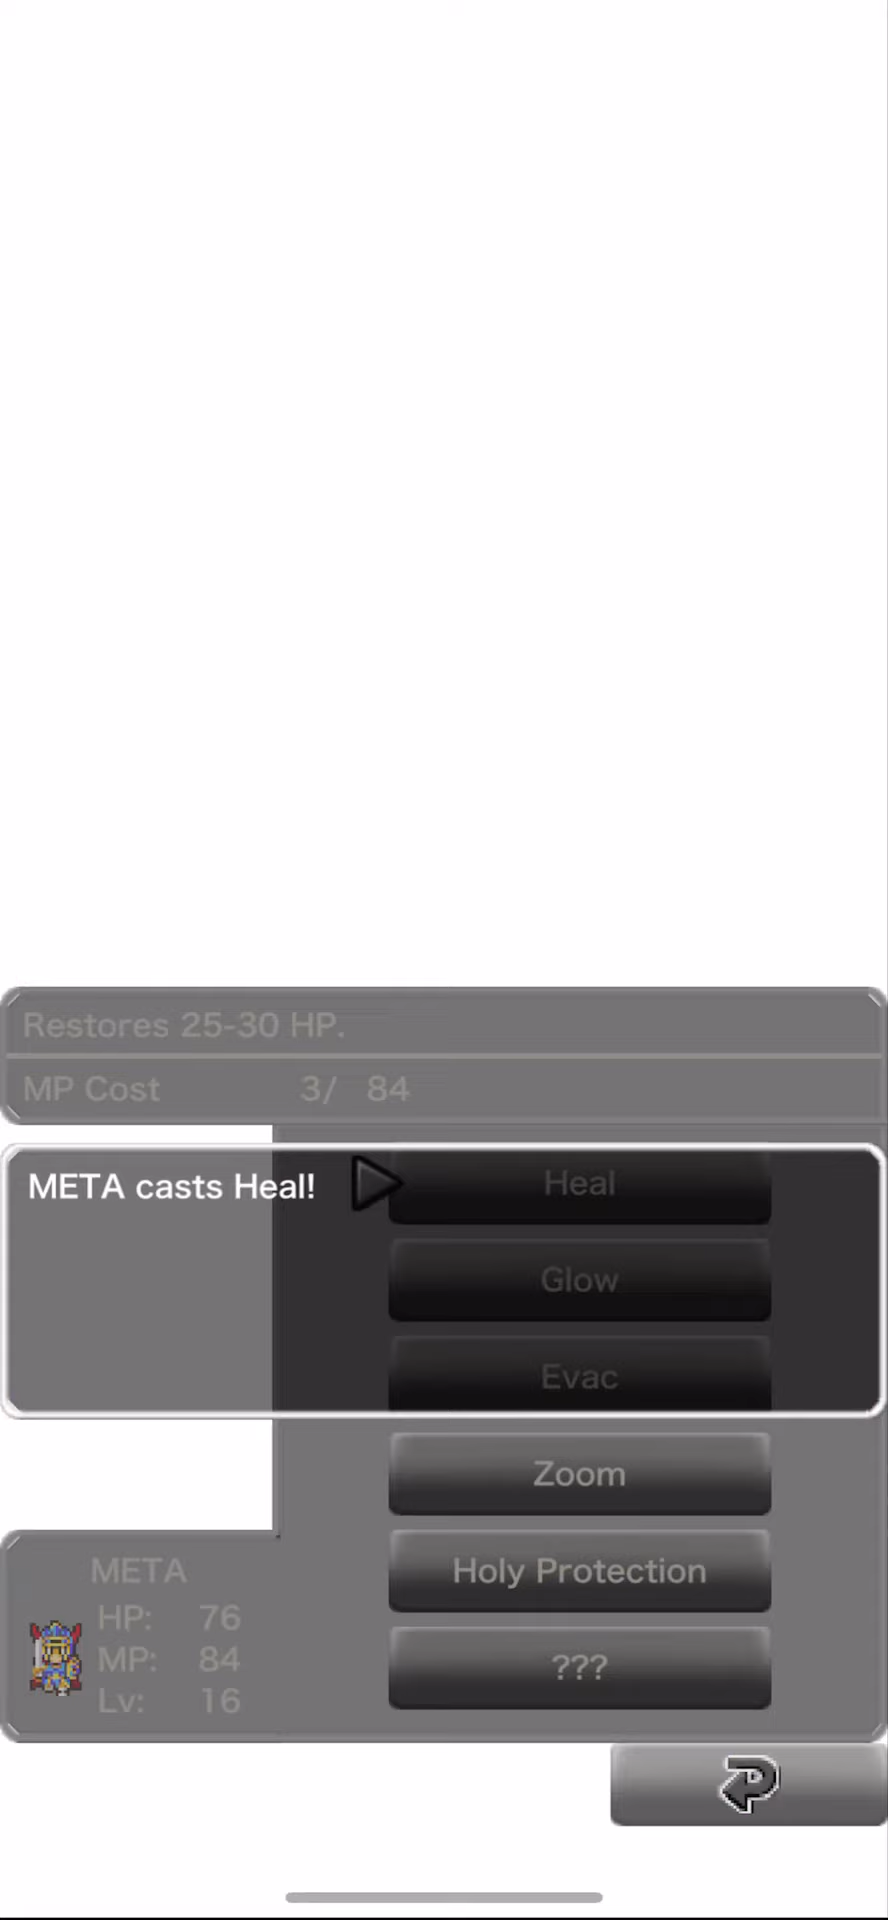 Restores 25-30 HP.
MP Cost 3/ 84
META casts Heal!
Heal
Glow
Evac
Zoom
Holy Protection
???
META
HP: 76
MP: 84
Lv: 16